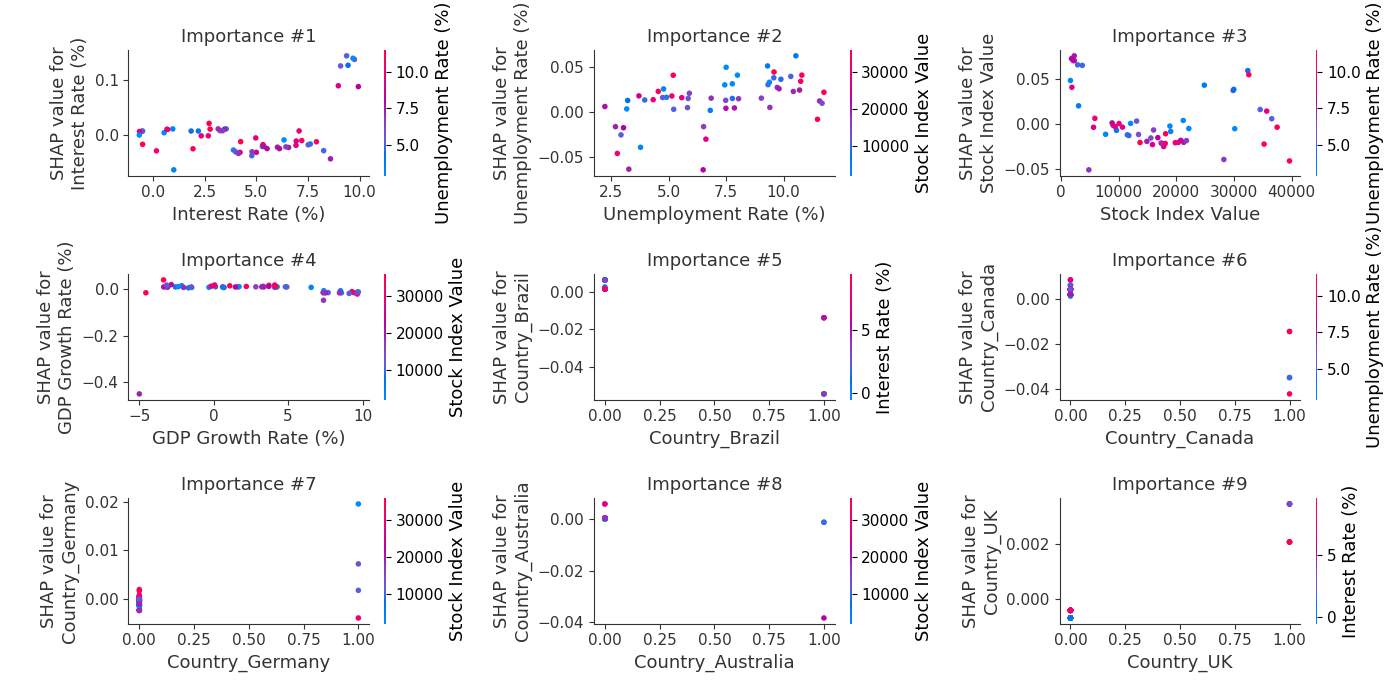 Importance #1
SHAP value for
Interest Rate (%)
0.1
0.0
0.0
2.5
5.0
7.5
10.0
Interest Rate (%)
10.0
7.5
5.0
Unemployment Rate (%)
Importance #2
SHAP value for
Unemployment Rate (%)
0.05
0.00
−0.05
2.5
5.0
7.5
10.0
Unemployment Rate (%)
30000
20000
10000
Stock Index Value
Importance #3
SHAP value for
Stock Index Value
0.05
0.00
−0.05
0
10000
20000
30000
40000
Stock Index Value
10.0
7.5
5.0
Unemployment Rate (%)
Importance #4
SHAP value for
GDP Growth Rate (%)
0.0
−0.2
−0.4
−5
0
5
10
GDP Growth Rate (%)
30000
20000
10000
Stock Index Value
Importance #5
SHAP value for
Country_Brazil
0.00
−0.02
−0.04
0.00
0.25
0.50
0.75
1.00
Country_Brazil
5
0
Interest Rate (%)
Importance #6
SHAP value for
Country_Canada
0.00
−0.02
−0.04
0.00
0.25
0.50
0.75
1.00
Country_Canada
10.0
7.5
5.0
Unemployment Rate (%)
Importance #7
SHAP value for
Country_Germany
0.02
0.01
0.00
0.00
0.25
0.50
0.75
1.00
Country_Germany
30000
20000
10000
Stock Index Value
Importance #8
SHAP value for
Country_Australia
0.00
−0.02
−0.04
0.00
0.25
0.50
0.75
1.00
Country_Australia
30000
20000
10000
Stock Index Value
Importance #9
SHAP value for
Country_UK
0.002
0.000
0.00
0.25
0.50
0.75
1.00
Country_UK
5
0
Interest Rate (%)